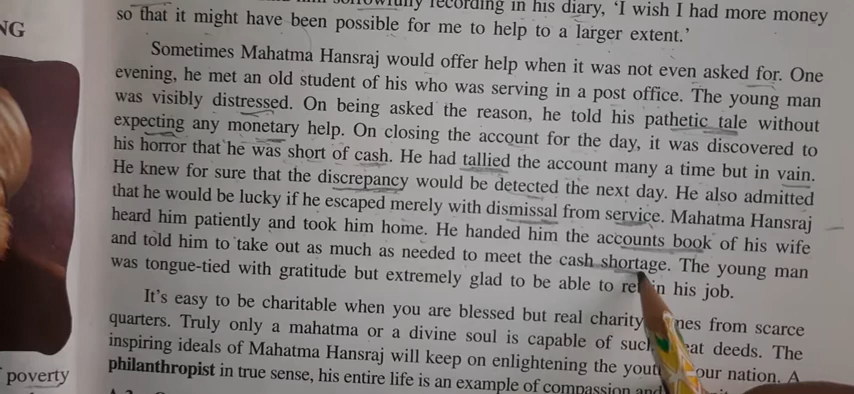 recording in his diary, 'I wish I had more money
so that it might have been possible for me to help to a larger extent.'
Sometimes Mahatma Hansraj would offer help when it was not even asked for. One
evening, he met an old student of his who was serving in a post office. The young man
was visibly distressed. On being asked the reason, he told his pathetic tale without
expecting any monetary help. On closing the account for the day, it was discovered to
his horror that he was short of cash. He had tallied the account many a time but in vain.
He knew for sure that the discrepancy would be detected the next day. He also admitted
that he would be lucky if he escaped merely with dismissal from service. Mahatma Hansraj
heard him patiently and took him home. He handed him the accounts book of his wife
and told him to take out as much as needed to meet the cash shortage. The young man
was tongue-tied with gratitude but extremely glad to be able to in his job.
It's easy to be charitable when you are blessed but real charity from scarce
quarters. Truly only a mahatma or a divine soul is capable of deeds. The
inspiring ideals of Mahatma Hansraj will keep on enlightening the our nation. A
philanthropist in true sense, his entire life is an example of compassion and
NG
poverty